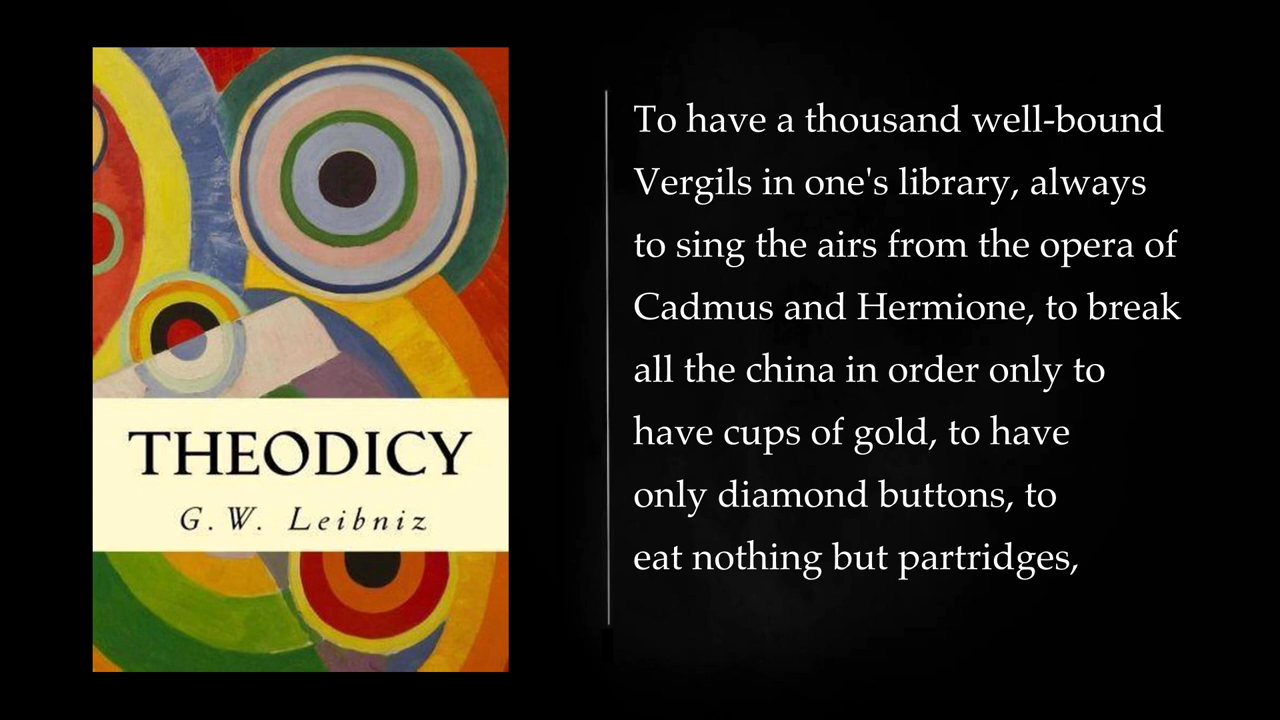 THEODICY
G.W. Leibniz
To have a thousand well-bound
Vergils in one's library, always
to sing the airs from the opera of
Cadmus and Hermione, to break
all the china in order only to
have cups of gold, to have
only diamond buttons, to
eat nothing but partridges,